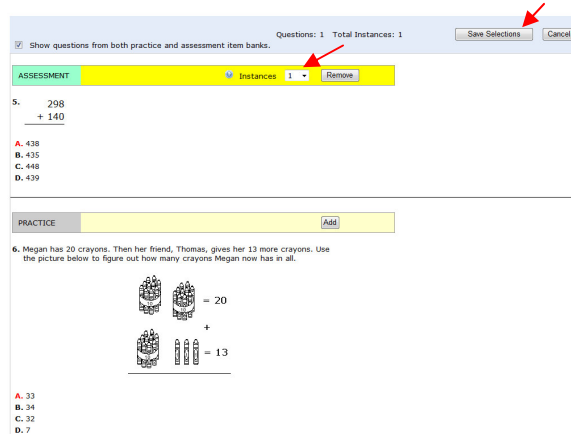 Questions: 1 Total Instances: 1
Save Selections
Cancel
Show questions from both practice and assessment item banks.
ASSESSMENT
Instances 1
Remove
5. 298
+ 140
A. 438
B. 435
C. 448
D. 439
PRACTICE
Add
6. Megan has 20 crayons. Then her friend, Thomas, gives her 13 more crayons. Use
the picture below to figure out how many crayons Megan now has in all.
10
10
= 20
+
10
= 13
A. 33
B. 34
C. 32
D. 7